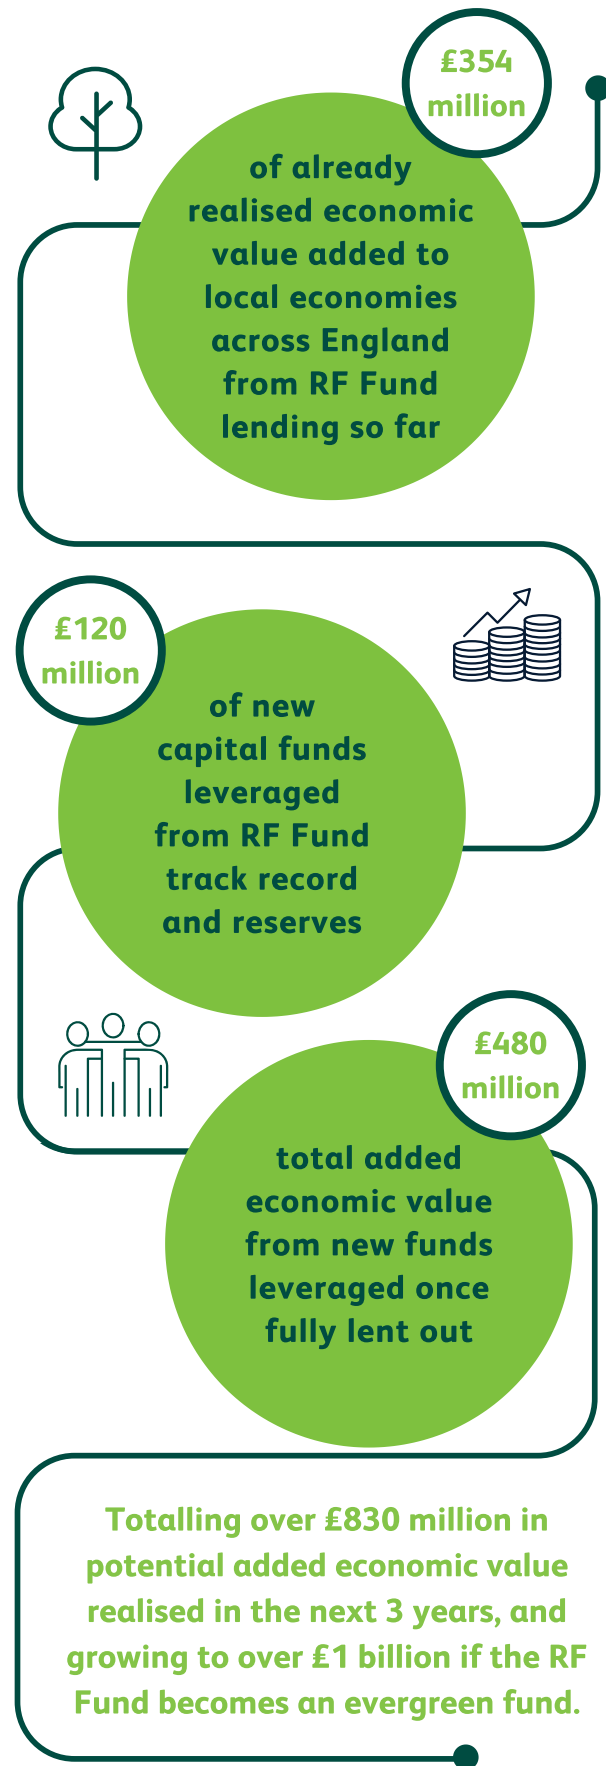 £354
million
of already
realised economic
value added to
local economies
across England
from RF Fund
lending so far
£120
million
of new
capital funds
leveraged
from RF Fund
track record
and reserves
£480
million
total added
economic value
from new funds
leveraged once
fully lent out
Totalling over £830 million in
potential added economic value
realised in the next 3 years, and
growing to over £1 billion if the RF
Fund becomes an evergreen fund.